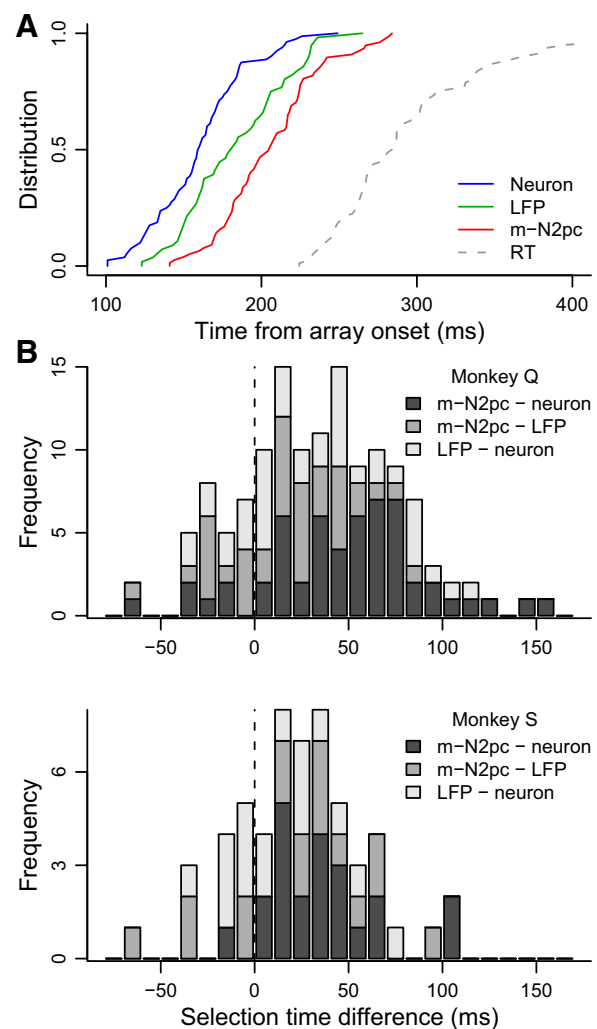 A
Distribution
1.0
0.5
0.0
Neuron
LFP
m−N2pc
RT
100
200
300
400
Time from array onset (ms)
B
Frequency
15
10
5
0
Monkey Q
m−N2pc − neuron
m−N2pc − LFP
LFP − neuron
−50
0
50
100
150
Frequency
6
3
0
Monkey S
m−N2pc − neuron
m−N2pc − LFP
LFP − neuron
−50
0
50
100
150
Selection time difference (ms)